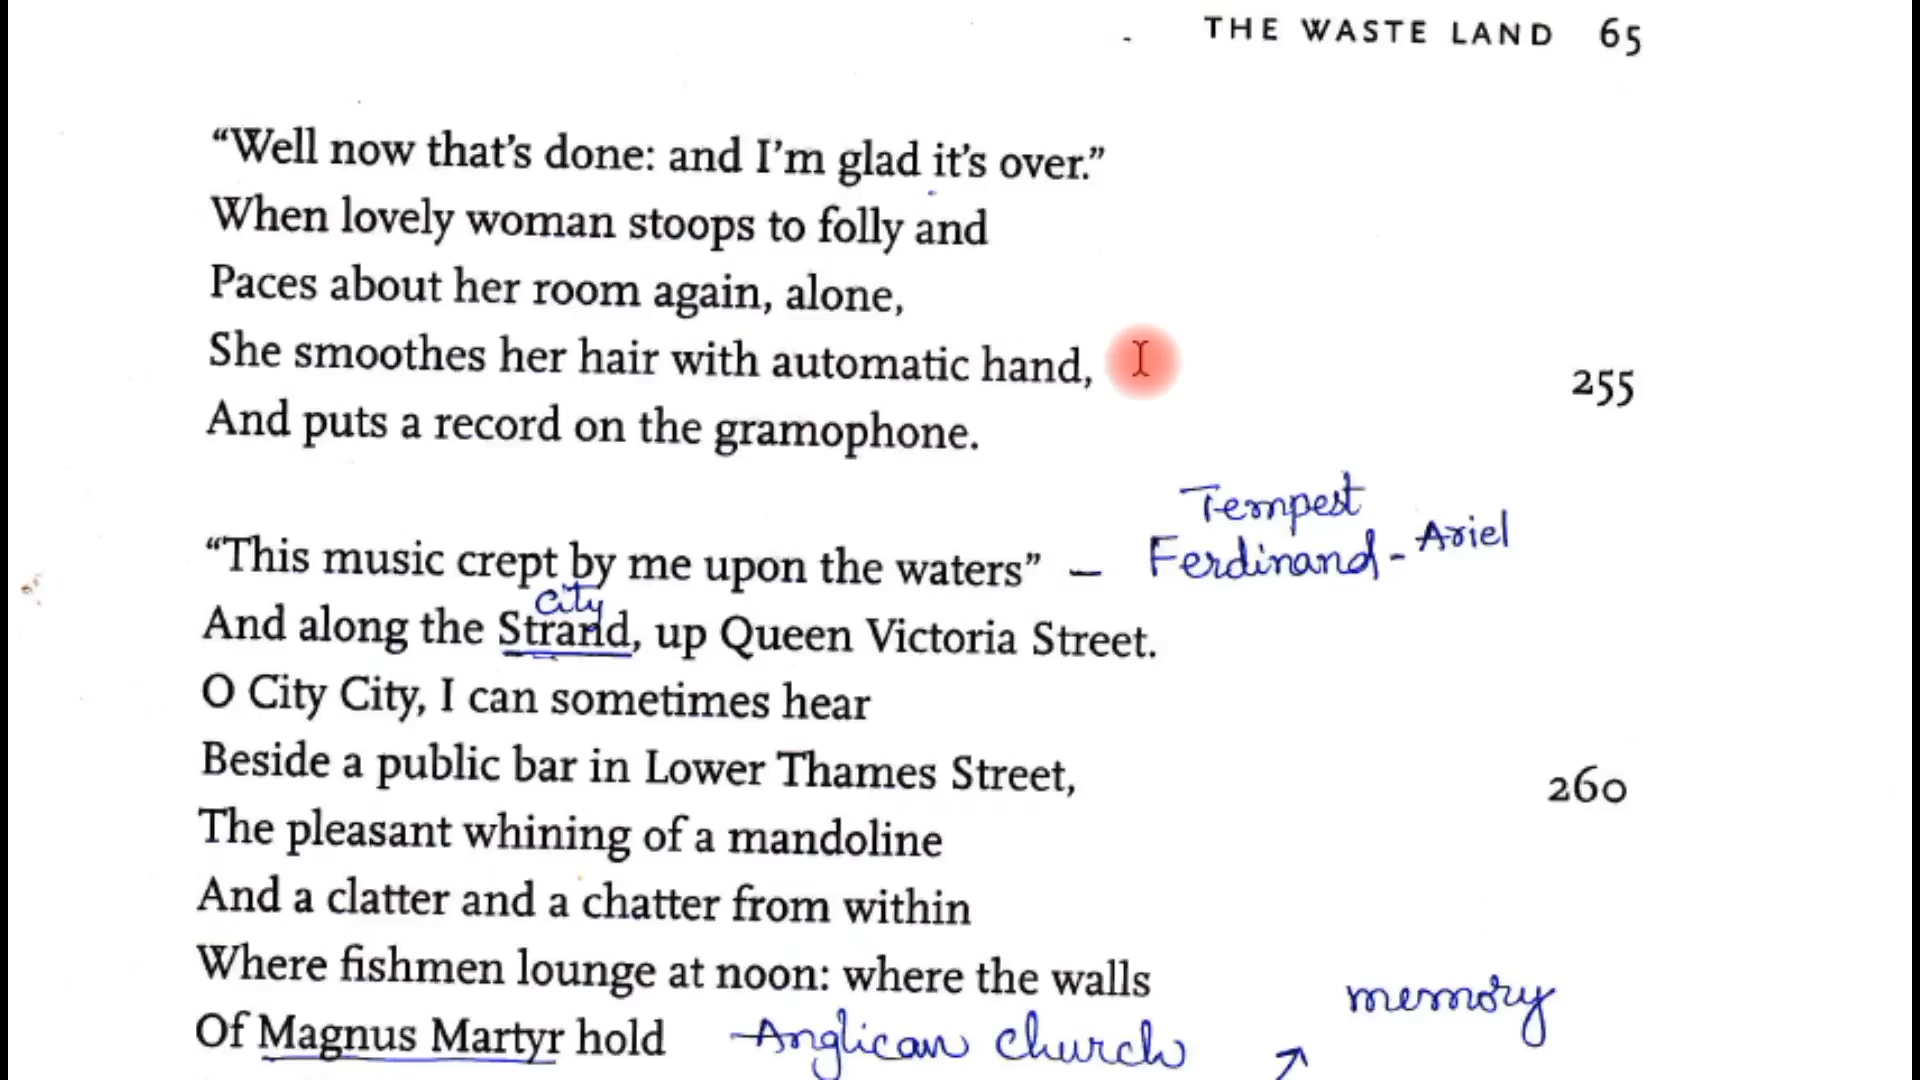 THE WASTE LAND 65
“Well now that’s done: and I’m glad it’s over.”
When lovely woman stoops to folly and
Paces about her room again, alone,
She smoothes her hair with automatic hand,
255
And puts a record on the gramophone.
Tempest
“This music crept by me upon the waters” – Ferdinand - Ariel
city
And along the Strand, up Queen Victoria Street.
O City City, I can sometimes hear
Beside a public bar in Lower Thames Street,
260
The pleasant whining of a mandoline
And a clatter and a chatter from within
Where fishmen lounge at noon: where the walls
memory
Of Magnus Martyr hold Anglican church